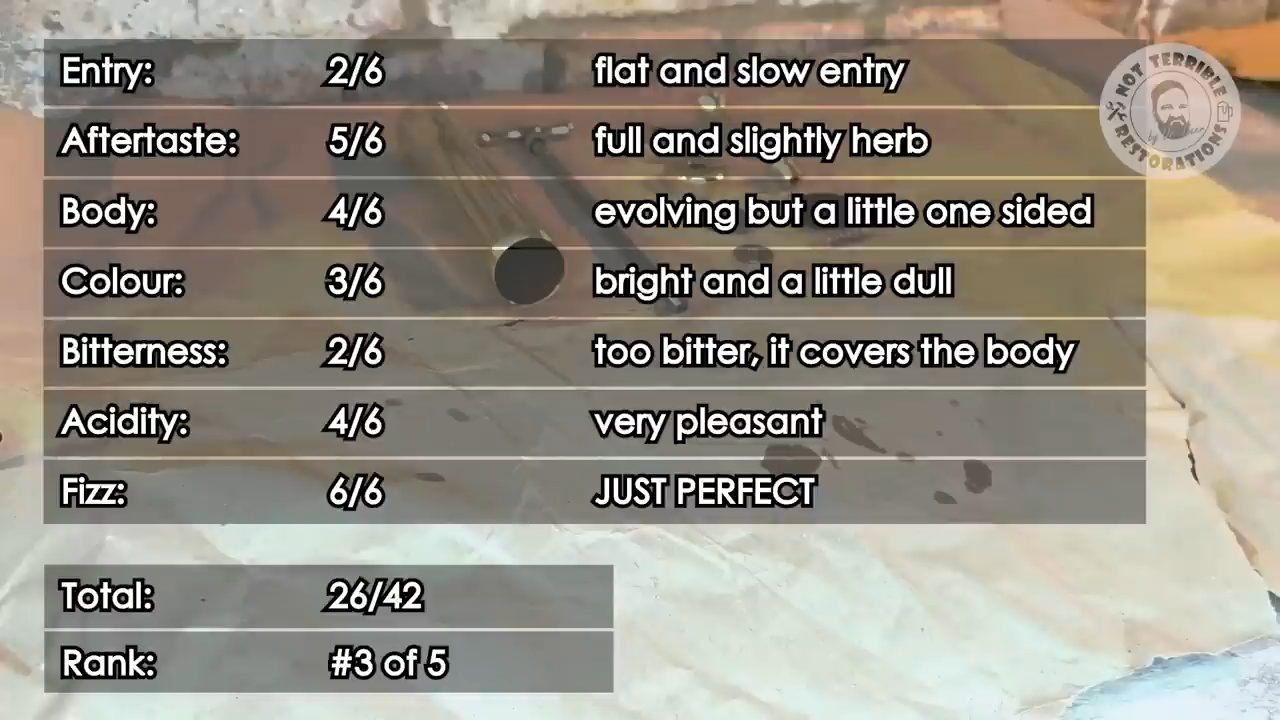 Entry: 2/6 flat and slow entry
Aftertaste: 5/6 full and slightly herb
Body: 4/6 evolving but a little one sided
Colour: 3/6 bright and a little dull
Bitterness: 2/6 too bitter, it covers the body
Acidity: 4/6 very pleasant
Fizz: 6/6 JUST PERFECT
Total: 26/42
Rank: #3 of 5
NOT TERRIBLE
RESTORATIONS